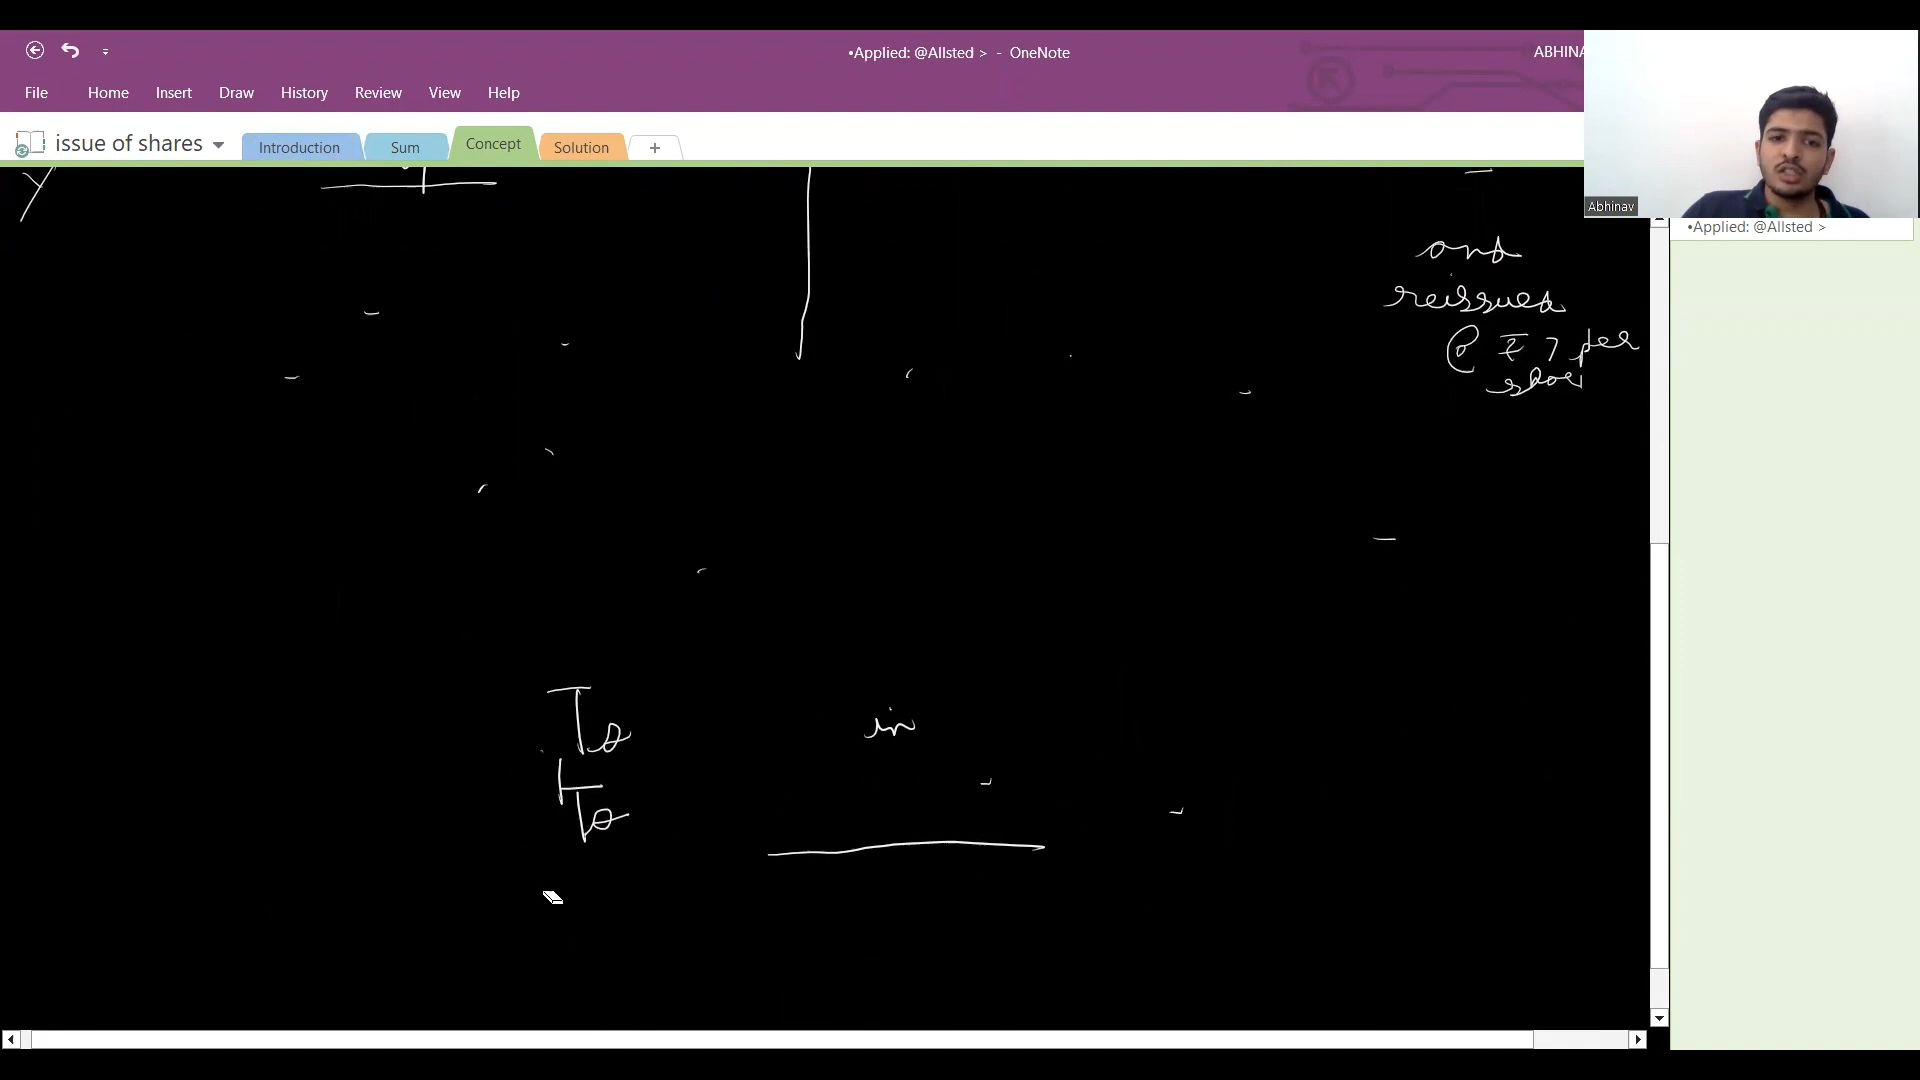 •Applied: @Allsted > - OneNote
ABHINA
File Home Insert Draw History Review View Help
issue of shares
Introduction Sum Concept Solution +
Abhinav
•Applied: @Allsted >
y
and
reissued
@ ₹ 7 per
share
To in
To